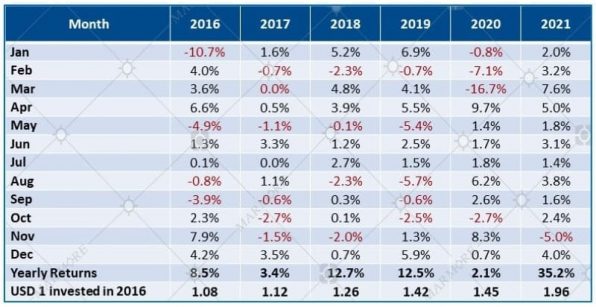 Month 2016 2017 2018 2019 2020 2021
Jan -10.7% 1.6% 5.2% 6.9% -0.8% 2.0%
Feb 4.0% -0.7% -2.3% -0.7% -7.1% 3.2%
Mar 3.6% 0.0% 4.8% 4.1% -16.7% 7.6%
Apr 6.6% 0.5% 3.9% 5.5% 9.7% 5.0%
May -4.9% -1.1% -0.1% -5.4% 1.4% 1.8%
Jun 1.3% 3.3% 1.2% 2.5% 1.7% 3.1%
Jul 0.1% 0.0% 2.7% 1.5% 1.8% 1.4%
Aug -0.8% 1.1% -2.3% -5.7% 6.2% 3.8%
Sep -3.9% -0.6% 0.3% -0.6% 2.6% 1.6%
Oct 2.3% -2.7% 0.1% -2.5% -2.7% 2.4%
Nov 7.9% -1.5% -2.0% 1.3% 8.3% -5.0%
Dec 4.2% 3.5% 0.7% 5.9% 0.7% 4.0%
Yearly Returns 8.5% 3.4% 12.7% 12.5% 2.1% 35.2%
USD 1 invested in 2016 1.08 1.12 1.26 1.42 1.45 1.96